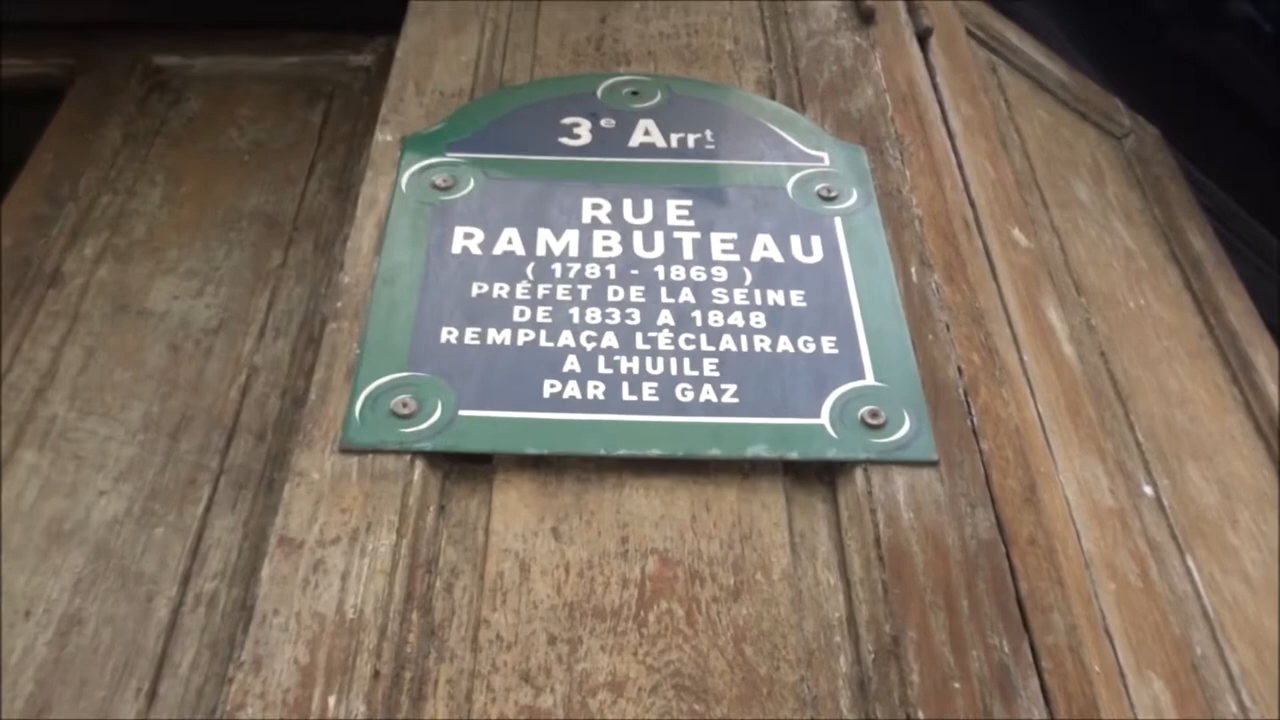 3e Arrt
RUE
RAMBUTEAU
( 1781 - 1869 )
PRÉFET DE LA SEINE
DE 1833 A 1848
REMPLAÇA L'ÉCLAIRAGE
A L'HUILE
PAR LE GAZ